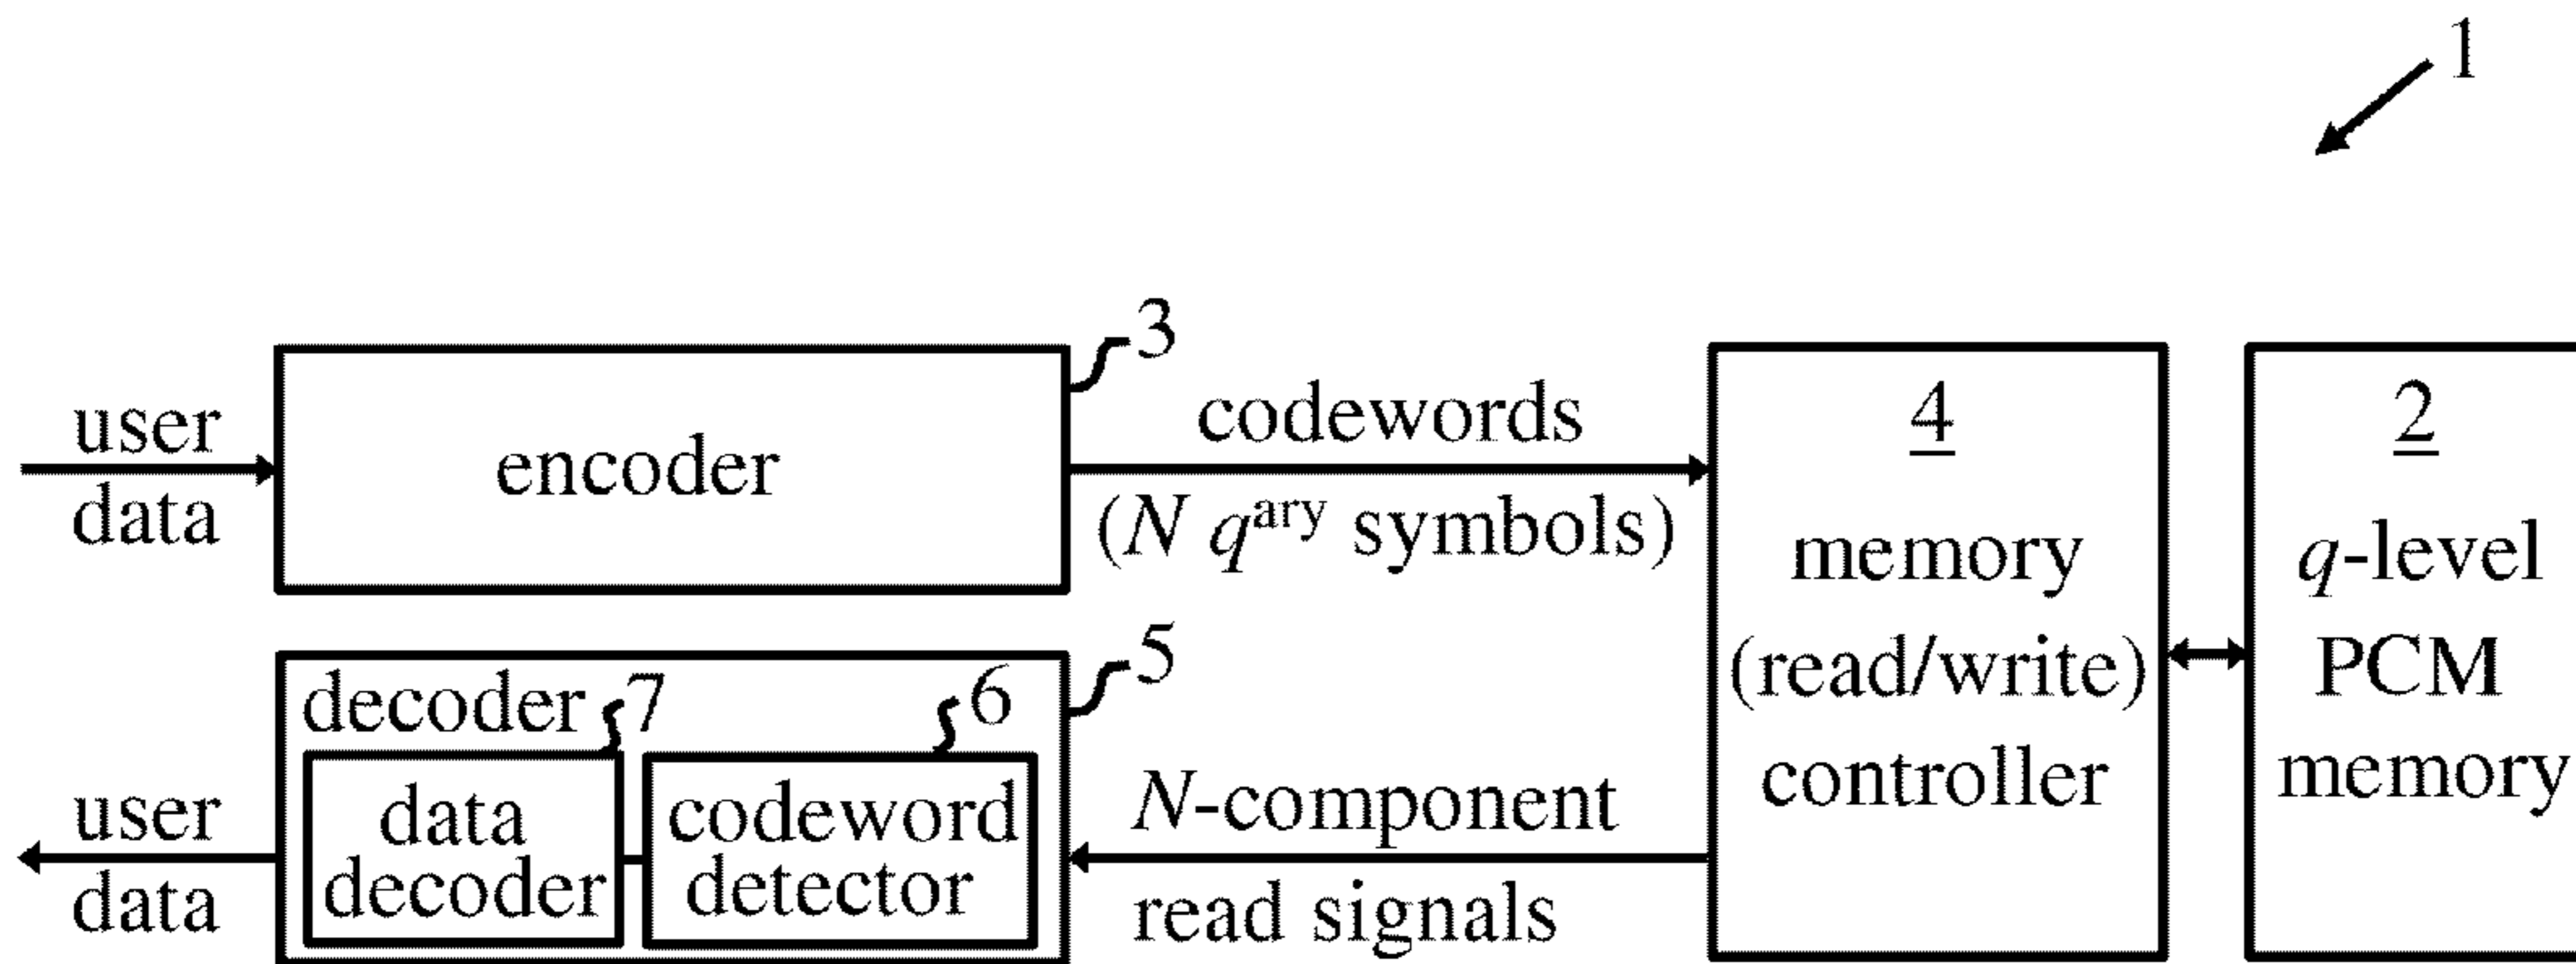 1
3
user
data
encoder
codewords
(N q^ary symbols)
4
memory
(read/write)
controller
2
q-level
PCM
memory
5
decoder
7
6
data
decoder
codeword
detector
N-component
read signals
user
data